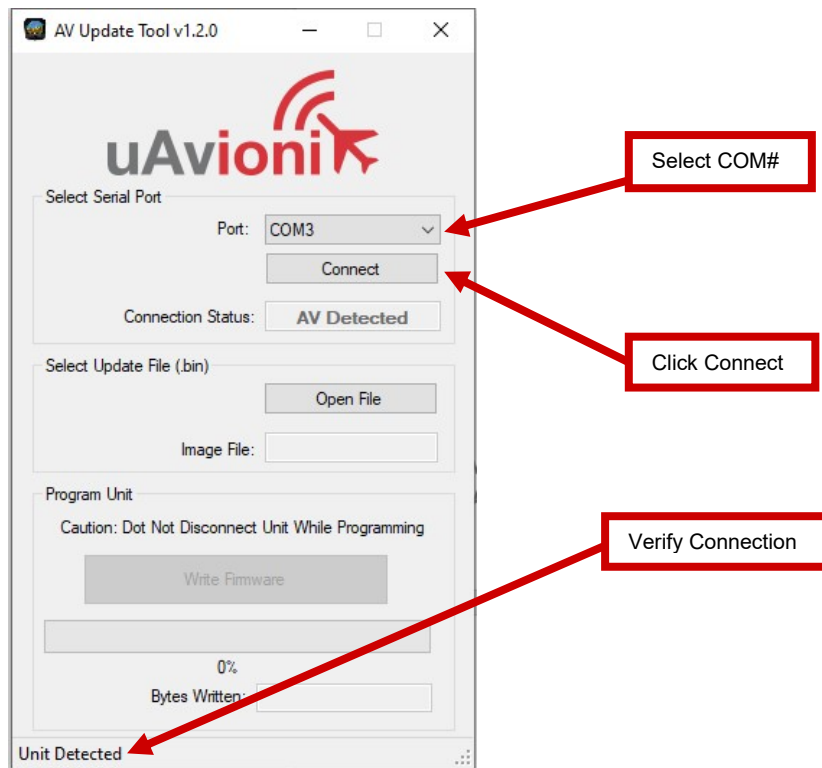 AV Update Tool v1.2.0
uAvionix
Select COM#
Select Serial Port
Port: COM3
Connect
Connection Status: AV Detected
Click Connect
Select Update File (.bin)
Open File
Image File:
Program Unit
Caution: Dot Not Disconnect Unit While Programming
Verify Connection
Write Firmware
0%
Bytes Written:
Unit Detected